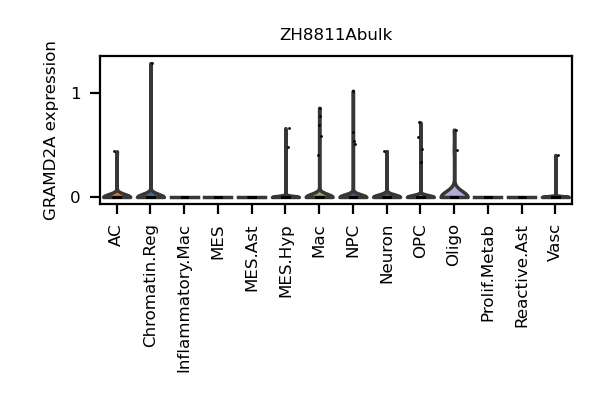 ZH8811Abulk
GRAMD2A expression
1
0
AC
Chromatin.Reg
Inflammatory.Mac
MES
MES.Ast
MES.Hyp
Mac
NPC
Neuron
OPC
Oligo
Prolif.Metab
Reactive.Ast
Vasc